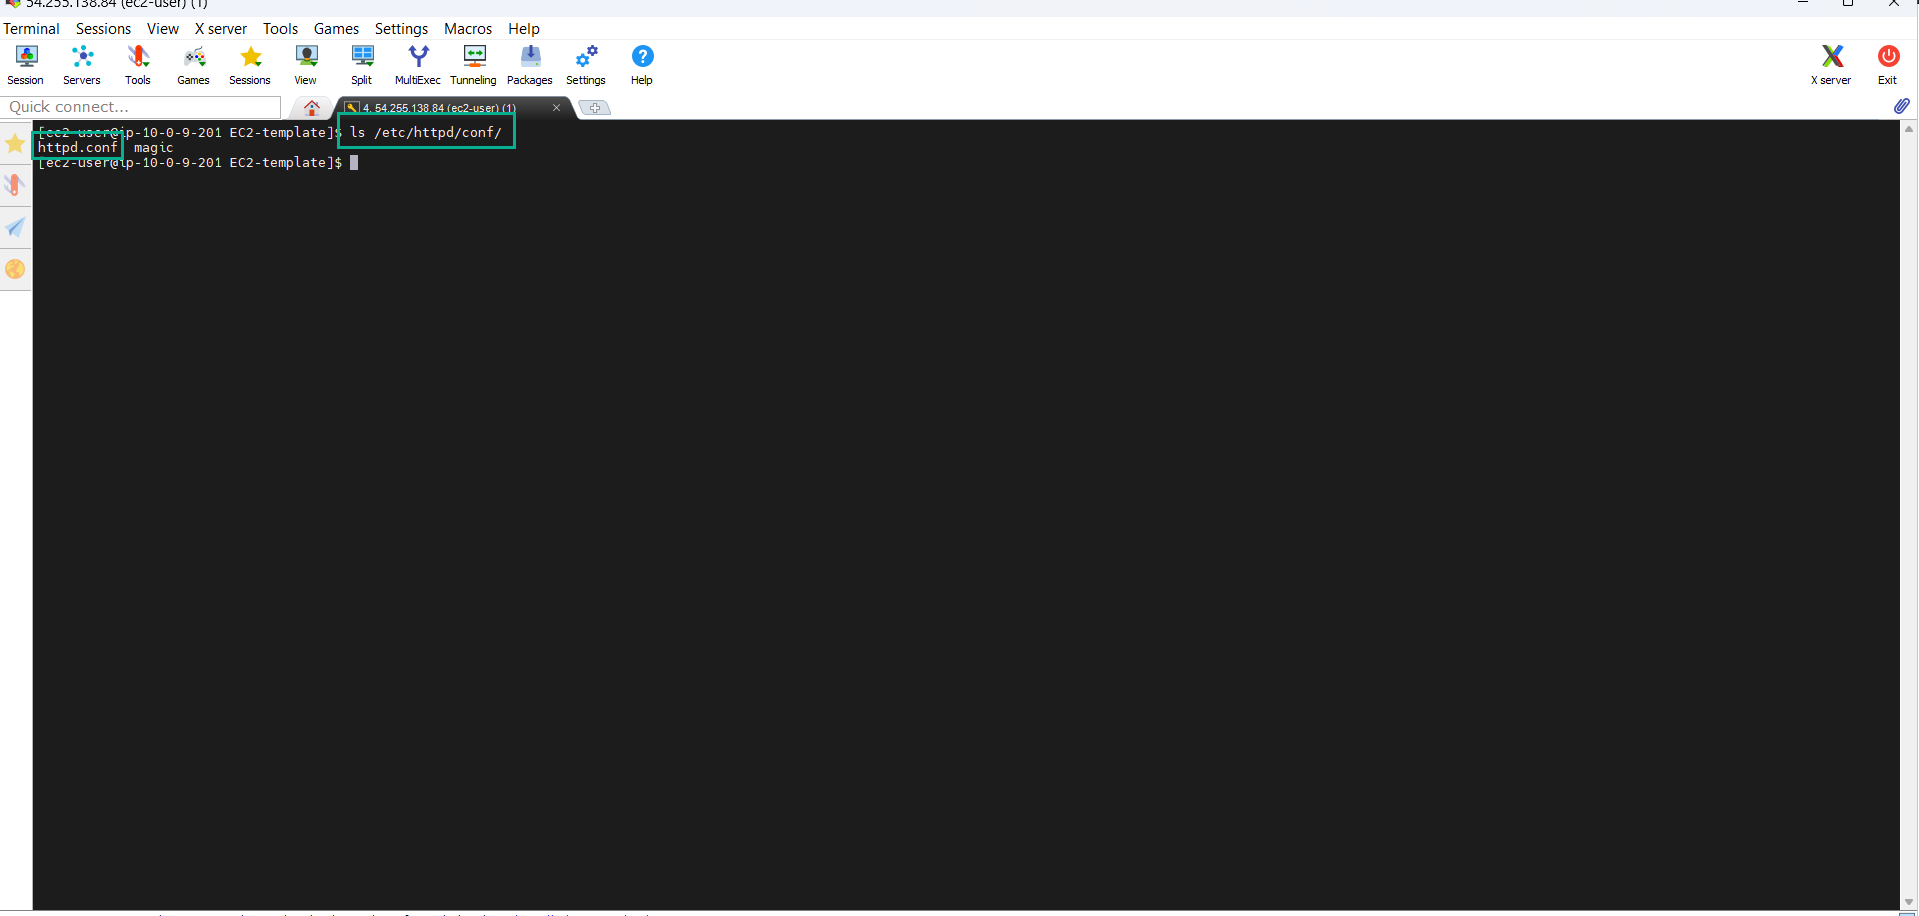 54.255.138.84 (ec2-user) (1)
Terminal Sessions View X server Tools Games Settings Macros Help
Session Servers Tools Games Sessions View Split MultiExec Tunneling Packages Settings Help X server Exit
Quick connect... 4. 54.255.138.84 (ec2-user) (1)
[ec2-user@ip-10-0-9-201 EC2-template]$ ls /etc/httpd/conf/
httpd.conf magic
[ec2-user@ip-10-0-9-201 EC2-template]$